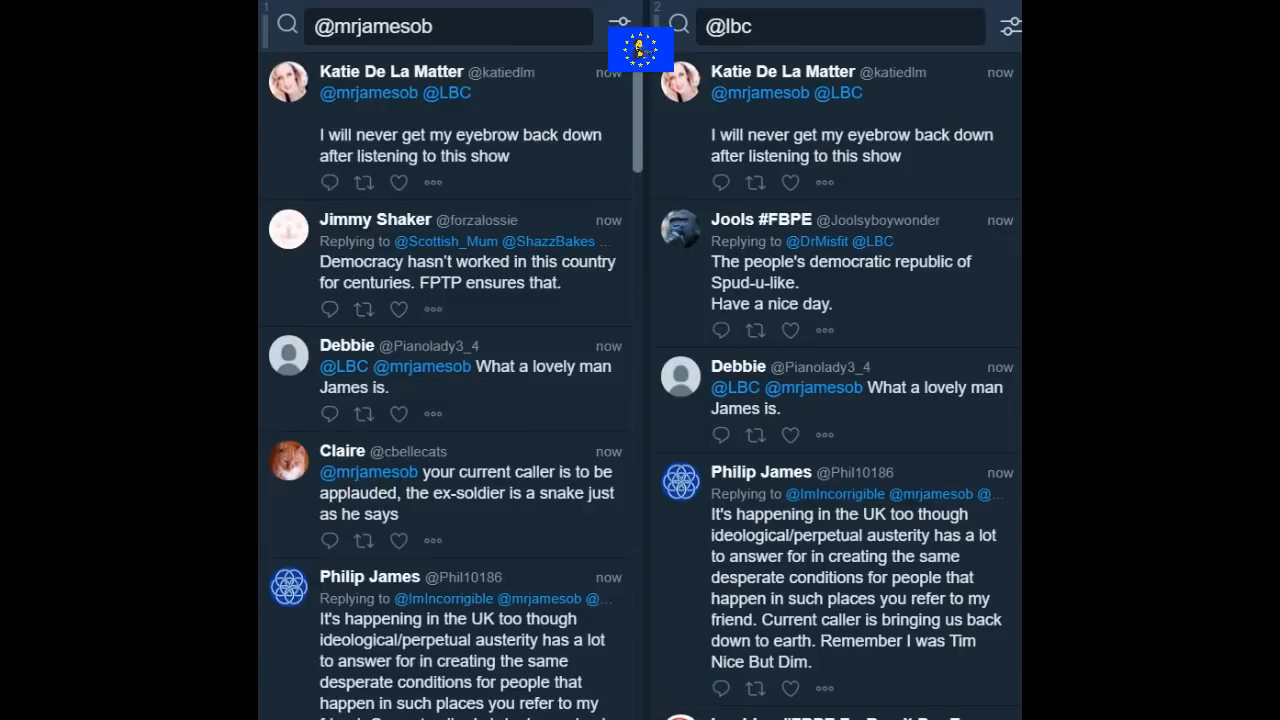 1
@mrjamesob
Katie De La Matter @katiedlm now
@mrjamesob @LBC
I will never get my eyebrow back down
after listening to this show
Jimmy Shaker @forzalossie now
Replying to @Scottish_Mum @ShazzBakes ...
Democracy hasn't worked in this country
for centuries. FPTP ensures that.
Debbie @Pianolady3_4 now
@LBC @mrjamesob What a lovely man
James is.
Claire @cbellecats now
@mrjamesob your current caller is to be
applauded, the ex-soldier is a snake just
as he says
Philip James @Phil10186 now
Replying to @ImIncorrigible @mrjamesob @...
It's happening in the UK too though
ideological/perpetual austerity has a lot
to answer for in creating the same
desperate conditions for people that
happen in such places you refer to my
2
@lbc
Katie De La Matter @katiedlm now
@mrjamesob @LBC
I will never get my eyebrow back down
after listening to this show
Jools #FBPE @Joolsyboywonder now
Replying to @DrMisfit @LBC
The people's democratic republic of
Spud-u-like.
Have a nice day.
Debbie @Pianolady3_4 now
@LBC @mrjamesob What a lovely man
James is.
Philip James @Phil10186 now
Replying to @ImIncorrigible @mrjamesob @...
It's happening in the UK too though
ideological/perpetual austerity has a lot
to answer for in creating the same
desperate conditions for people that
happen in such places you refer to my
friend. Current caller is bringing us back
down to earth. Remember I was Tim
Nice But Dim.